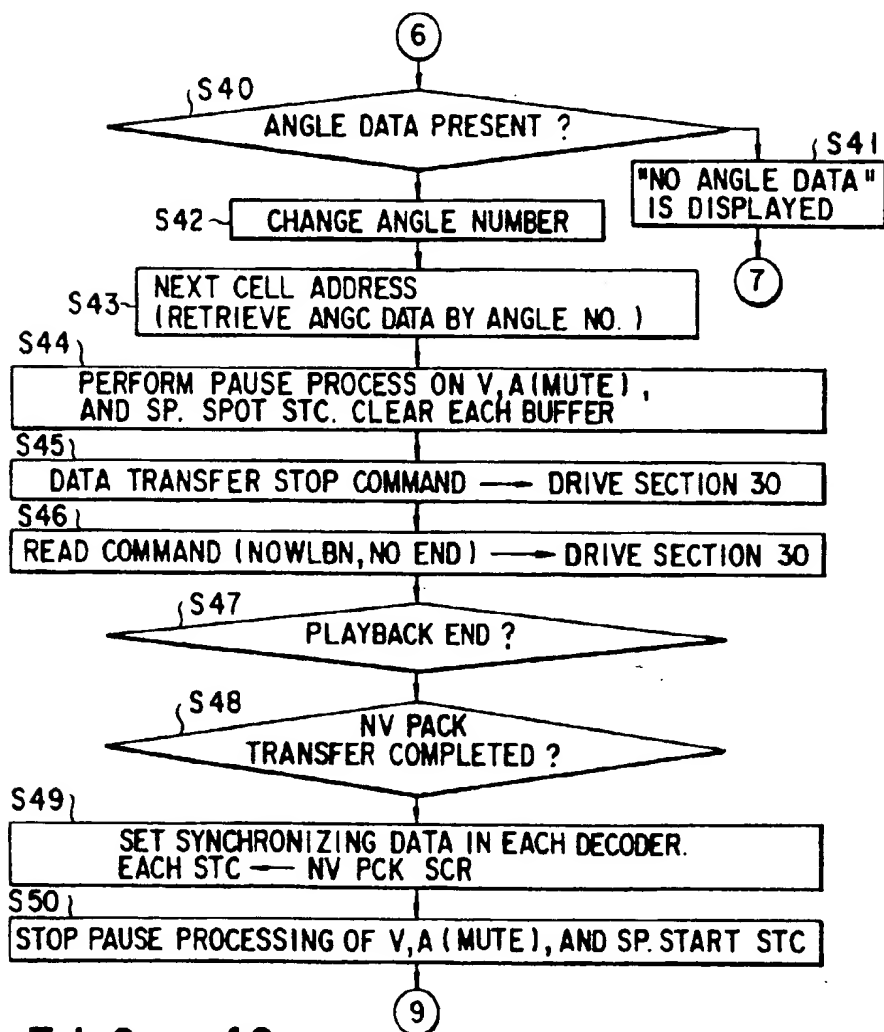 6
S40
ANGLE DATA PRESENT ?
S41
"NO ANGLE DATA"
IS DISPLAYED
7
S42
CHANGE ANGLE NUMBER
S43
NEXT CELL ADDRESS
(RETRIEVE ANGC DATA BY ANGLE NO.)
S44
PERFORM PAUSE PROCESS ON V,A(MUTE),
AND SP. SPOT STC. CLEAR EACH BUFFER
S45
DATA TRANSFER STOP COMMAND → DRIVE SECTION 30
S46
READ COMMAND (NOWLBN,NO END) → DRIVE SECTION 30
S47
PLAYBACK END ?
S48
NV PACK
TRANSFER COMPLETED ?
S49
SET SYNCHRONIZING DATA IN EACH DECODER.
EACH STC ← NV PCK SCR
S50
STOP PAUSE PROCESSING OF V,A (MUTE), AND SP.START STC
9